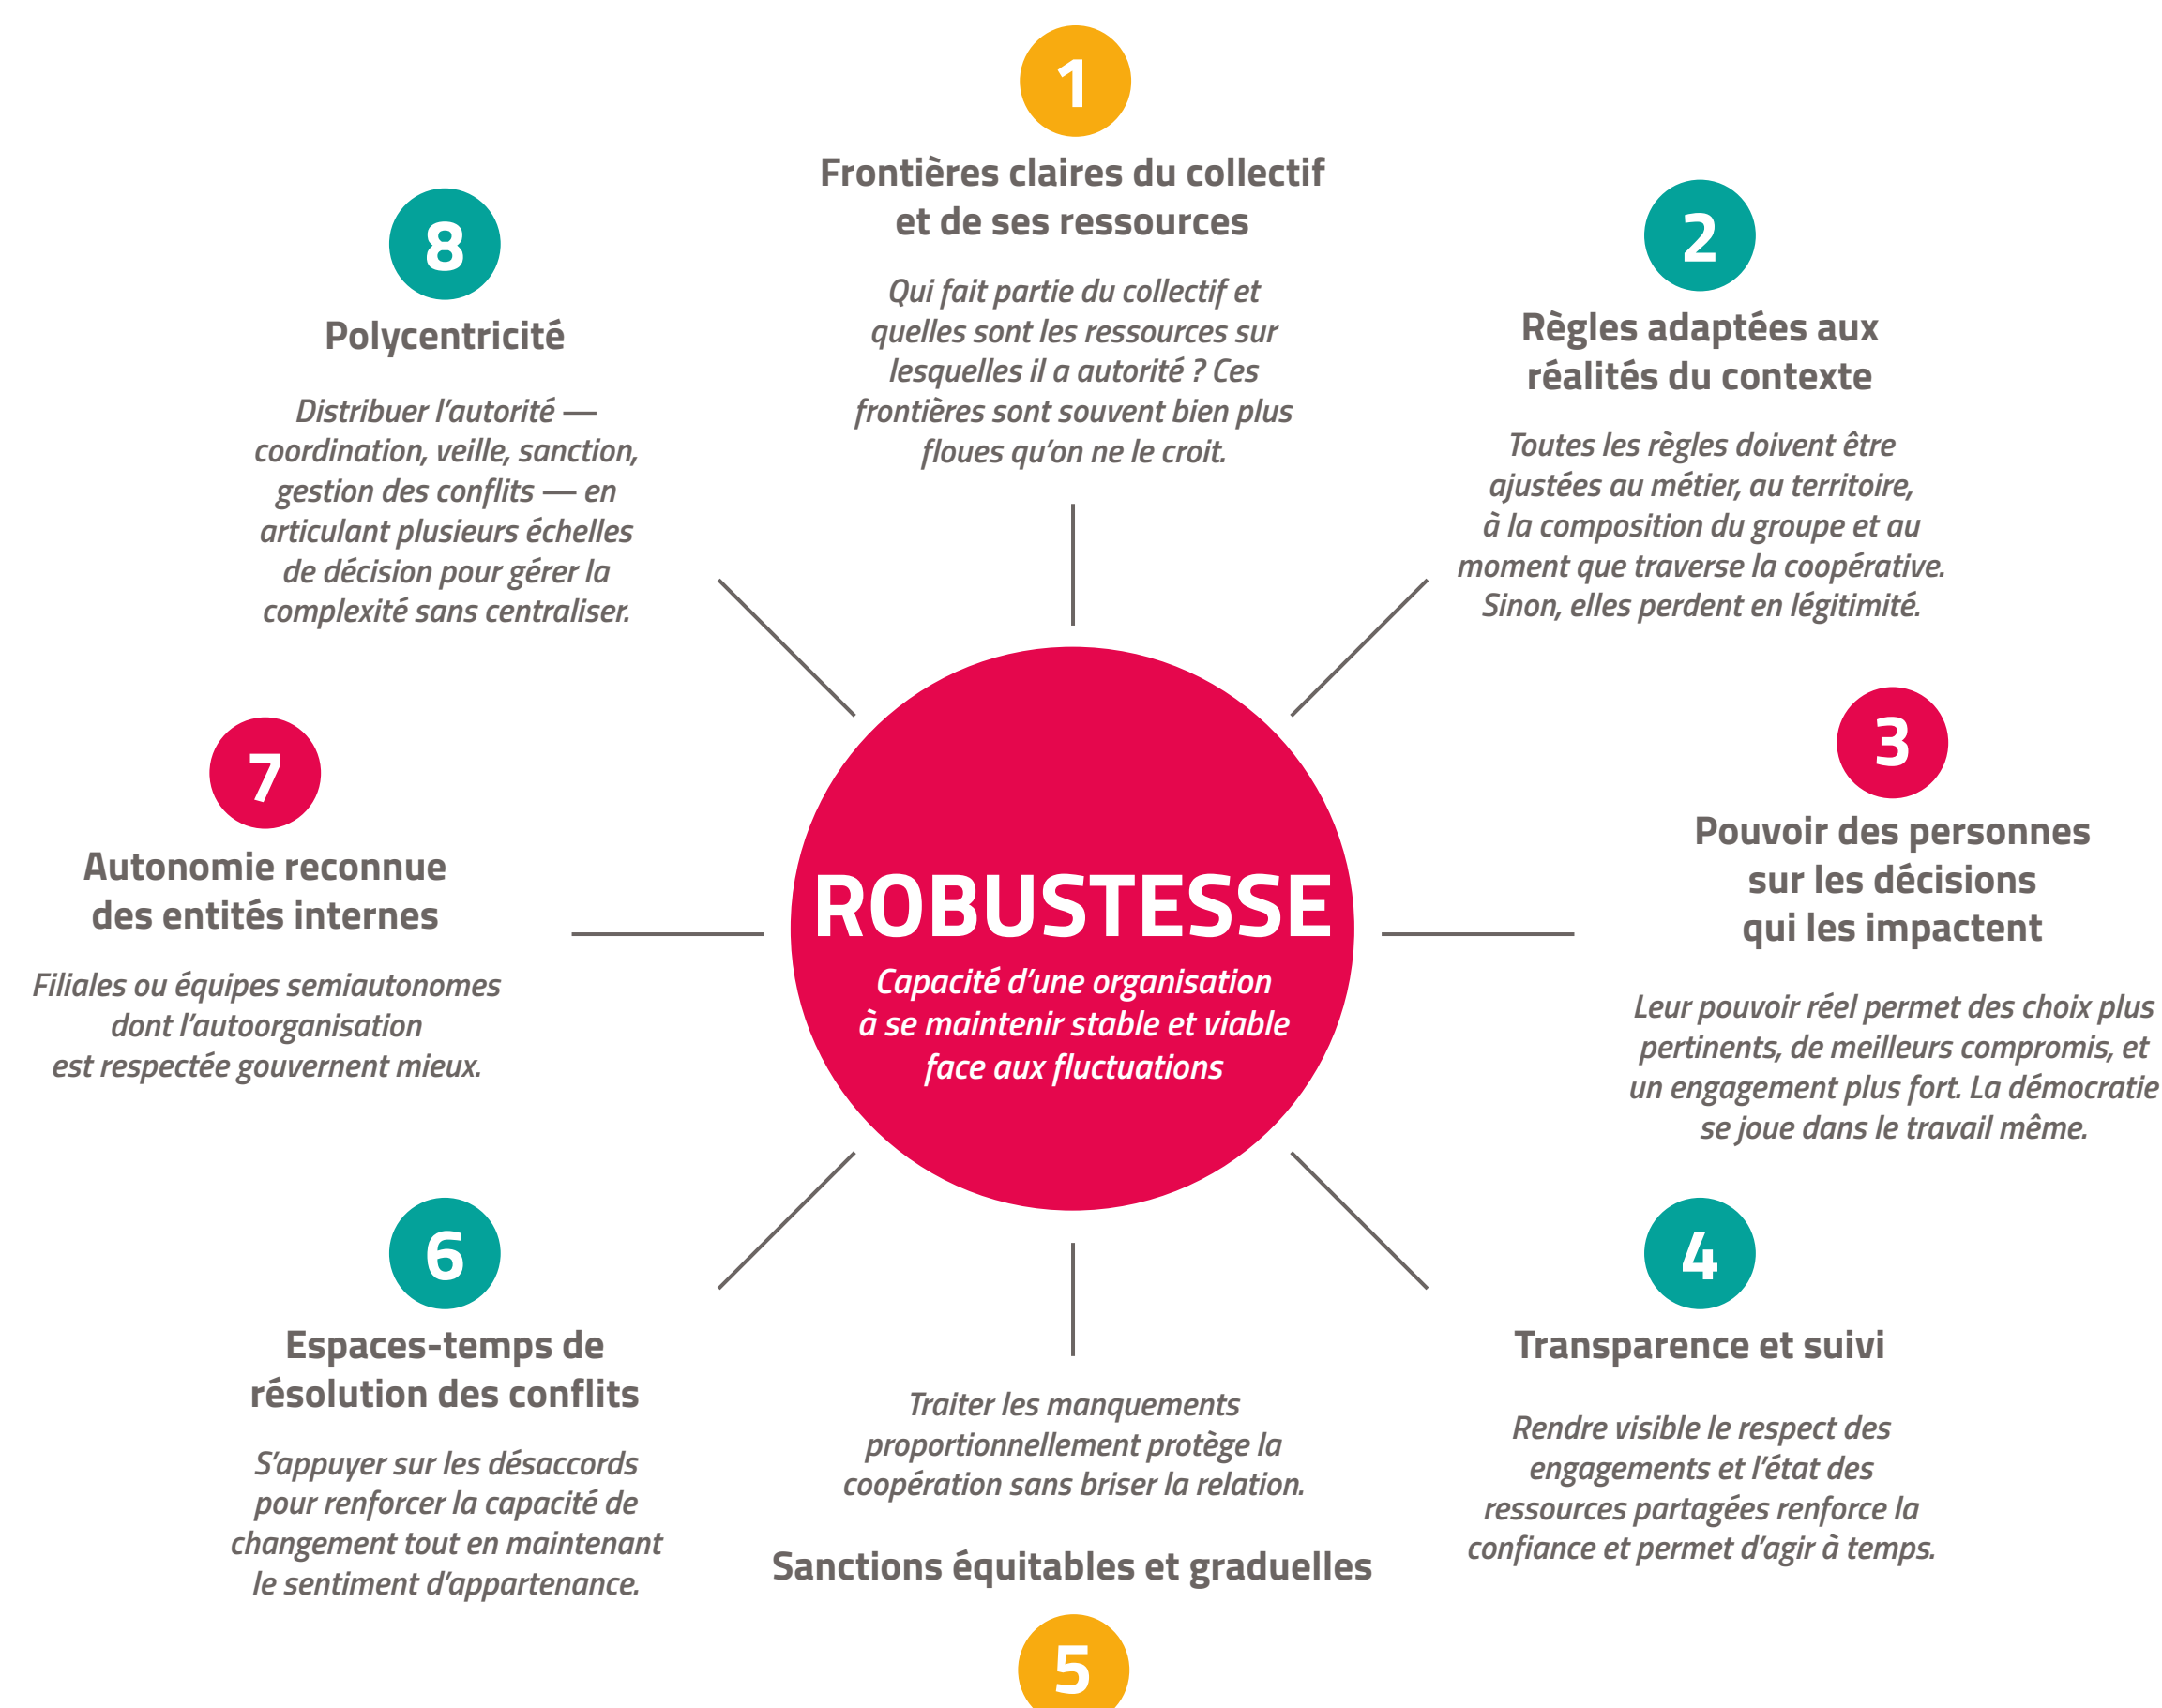 1
Frontières claires du collectif
et de ses ressources
Qui fait partie du collectif et
quelles sont les ressources sur
lesquelles il a autorité ? Ces
frontières sont souvent bien plus
floues qu’on ne le croit.
2
Règles adaptées aux
réalités du contexte
Toutes les règles doivent être
ajustées au métier, au territoire,
à la composition du groupe et au
moment que traverse la coopérative.
Sinon, elles perdent en légitimité.
3
Pouvoir des personnes
sur les décisions
qui les impactent
Leur pouvoir réel permet des choix plus
pertinents, de meilleurs compromis, et
un engagement plus fort. La démocratie
se joue dans le travail même.
4
Transparence et suivi
Rendre visible le respect des
engagements et l’état des
ressources partagées renforce la
confiance et permet d’agir à temps.
Traiter les manquements
proportionnellement protège la
coopération sans briser la relation.
Sanctions équitables et graduelles
5
6
Espaces-temps de
résolution des conflits
S’appuyer sur les désaccords
pour renforcer la capacité de
changement tout en maintenant
le sentiment d’appartenance.
7
Autonomie reconnue
des entités internes
Filiales ou équipes semiautonomes
dont l’autoorganisation
est respectée gouvernent mieux.
8
Polycentricité
Distribuer l’autorité —
coordination, veille, sanction,
gestion des conflits — en
articulant plusieurs échelles
de décision pour gérer la
complexité sans centraliser.
ROBUSTESSE
Capacité d’une organisation
à se maintenir stable et viable
face aux fluctuations